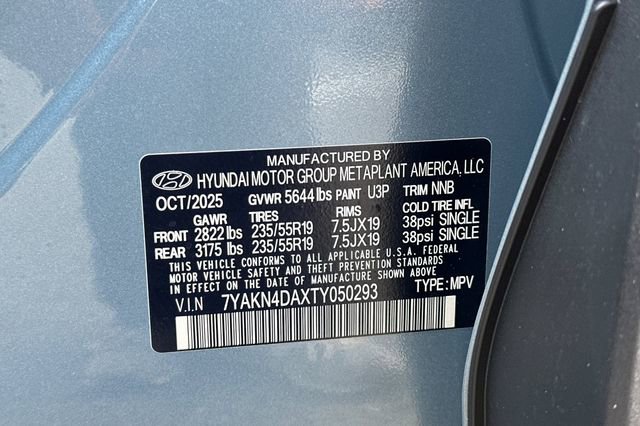 MANUFACTURED BY
HYUNDAI MOTOR GROUP METAPLANT AMERICA, LLC
OCT/2025 GVWR 5644 lbs PAINT U3P TRIM NNB
GAWR TIRES RIMS COLD TIRE INFL
FRONT 2822 lbs 235/55R19 7.5JX19 38psi SINGLE
REAR 3175 lbs 235/55R19 7.5JX19 38psi SINGLE
THIS VEHICLE CONFORMS TO ALL APPLICABLE U.S.A. FEDERAL
MOTOR VEHICLE SAFETY AND THEFT PREVENTION STANDARDS
IN EFFECT ON THE DATE OF MANUFACTURE SHOWN ABOVE.
V.I.N 7YAKN4DAXTY050293 TYPE: MPV